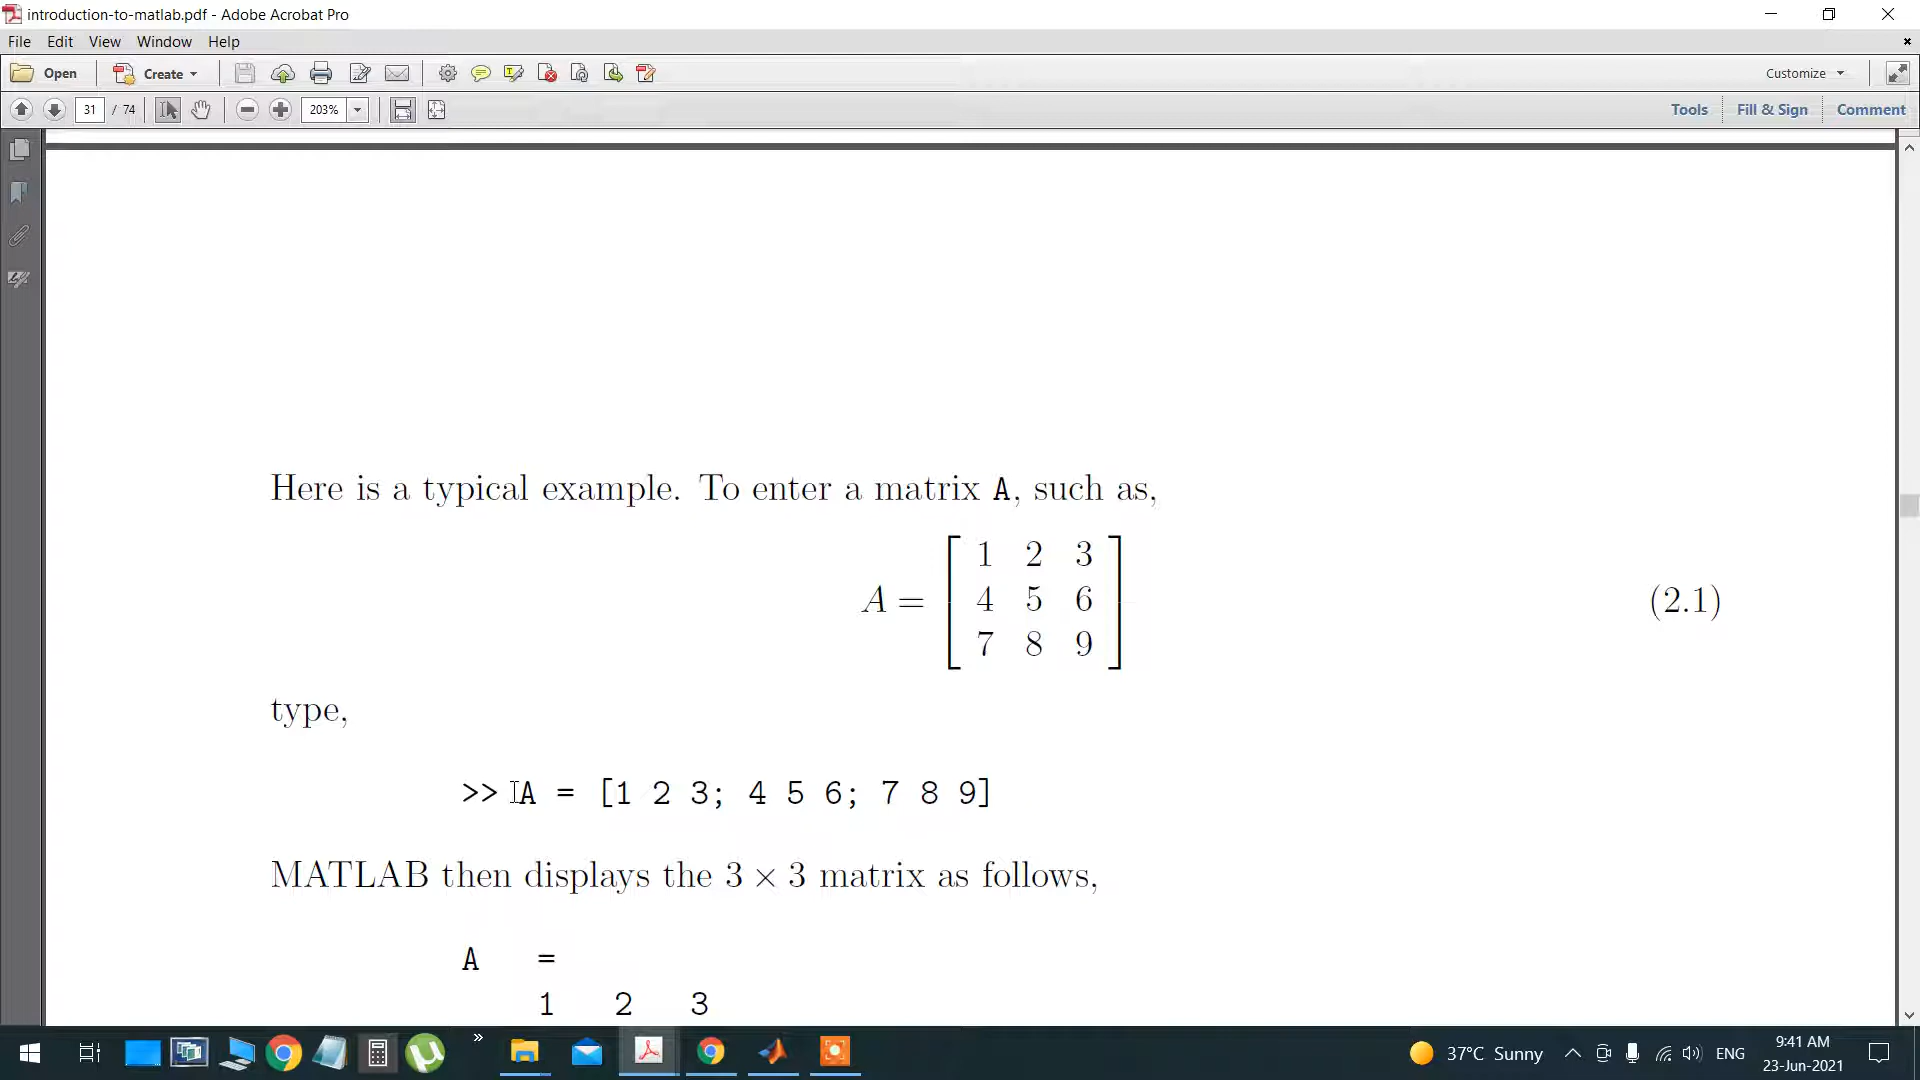 introduction-to-matlab.pdf - Adobe Acrobat Pro
File Edit View Window Help
Open Create Customize
31 / 74 203% Tools Fill & Sign Comment
Here is a typical example. To enter a matrix A, such as,
1 2 3
A = 4 5 6 (2.1)
7 8 9
type,
>> A = [1 2 3; 4 5 6; 7 8 9]
MATLAB then displays the 3 × 3 matrix as follows,
A =
1 2 3
» 37°C Sunny ENG 9:41 AM
23-Jun-2021